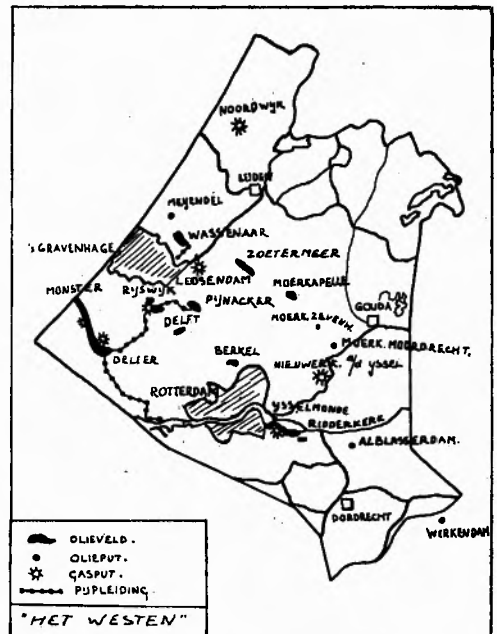 NOORDWYK
LEIDEN
MEYENDEL
WASSENAAR
'S GRAVENHAGE
ZOETERMEER
LEIDSENDAM
MONSTER
RYSWYK
MOERKAPELLE
PYNACKER
GOUDA
DELFT
MOERK. ZEVENH.
MOERK. MOORDRECHT.
DELIER
BERKEL
NIEUWERK. A/D YSSEL
ROTTERDAM
YSSELMONDE
RIDDERKERK
ALBLASSERDAM.
DORDRECHT
WERKENDAM
OLIEVELD.
OLIEPUT.
GASPUT.
PYPLEIDING
"HET WESTEN"